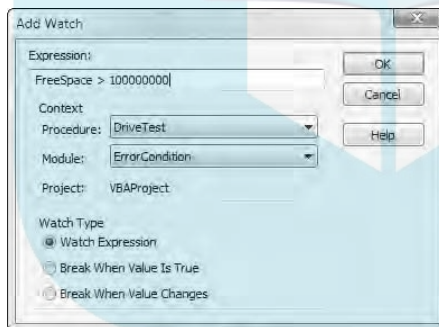 Add Watch
Expression:
FreeSpace > 100000000
OK
Cancel
Context
Procedure: DriveTest
Help
Module: ErrorCondition
Project: VBAProject
Watch Type
Watch Expression
Break When Value Is True
Break When Value Changes